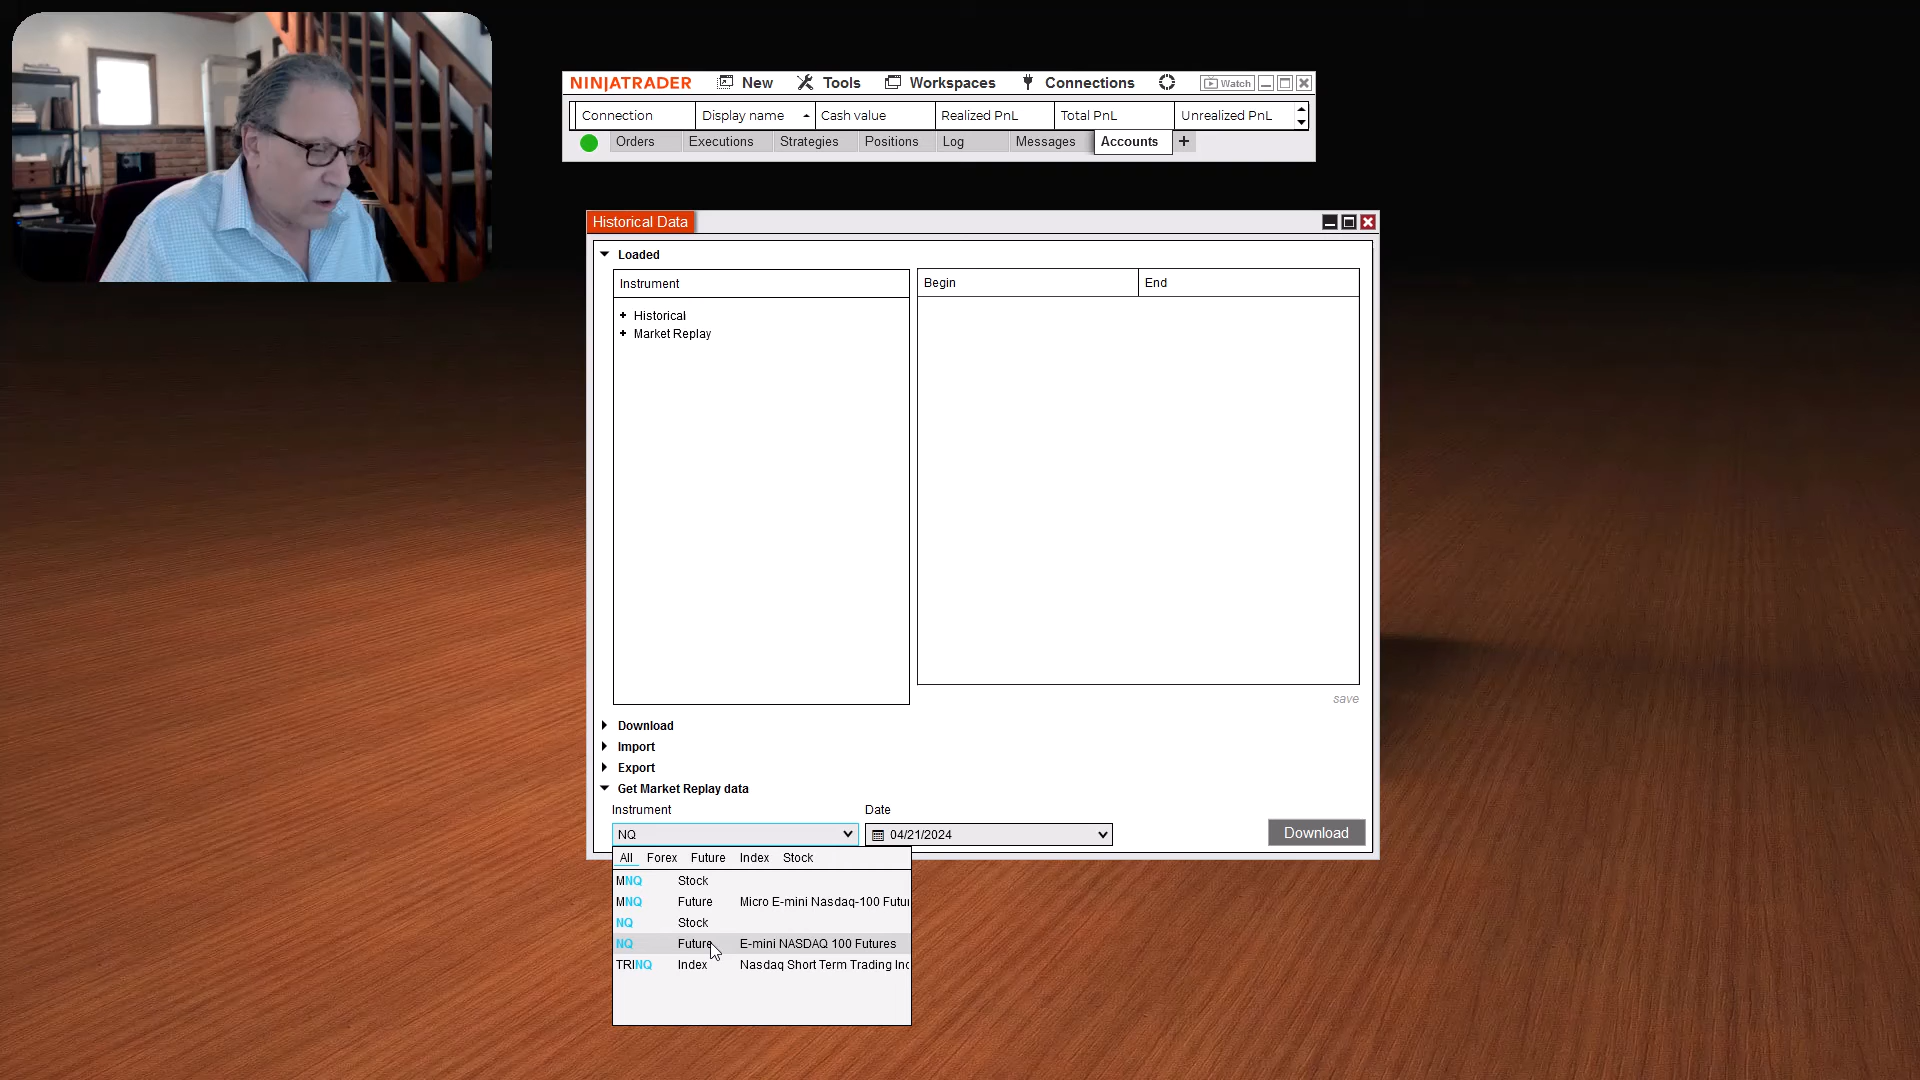 NINJATRADER New Tools Workspaces Connections Watch
Connection Display name Cash value Realized PnL Total PnL Unrealized PnL
Orders Executions Strategies Positions Log Messages Accounts +
Historical Data
Loaded
Instrument Begin End
+ Historical
+ Market Replay
save
Download
Import
Export
Get Market Replay data
Instrument Date
NQ 04/21/2024 Download
All Forex Future Index Stock
MNQ Stock
MNQ Future Micro E-mini Nasdaq-100 Futu
NQ Stock
NQ Future E-mini NASDAQ 100 Futures
TRINQ Index Nasdaq Short Term Trading Inc